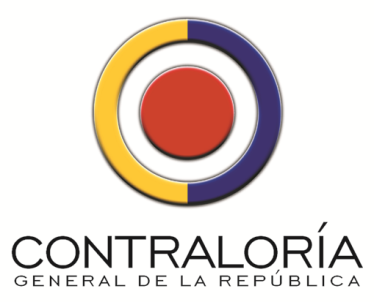 CONTRALORÍA
GENERAL DE LA REPÚBLICA